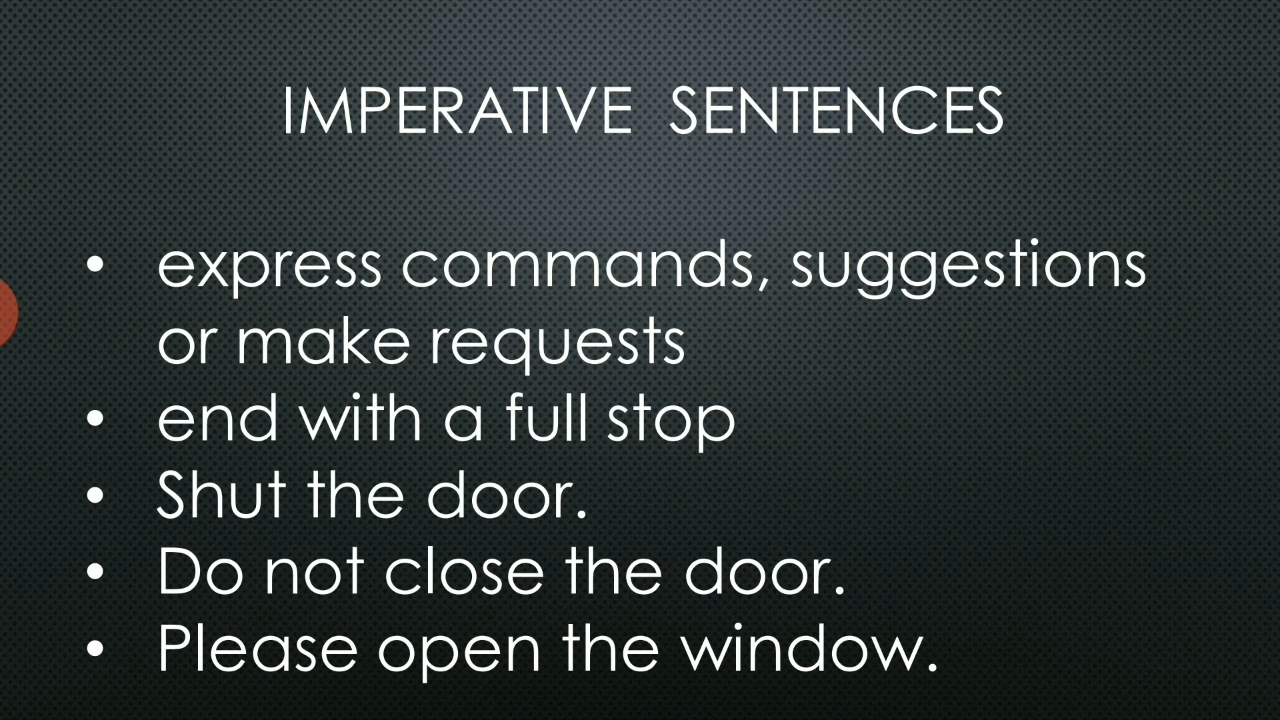 IMPERATIVE SENTENCES
• express commands, suggestions
or make requests
• end with a full stop
• Shut the door.
• Do not close the door.
• Please open the window.